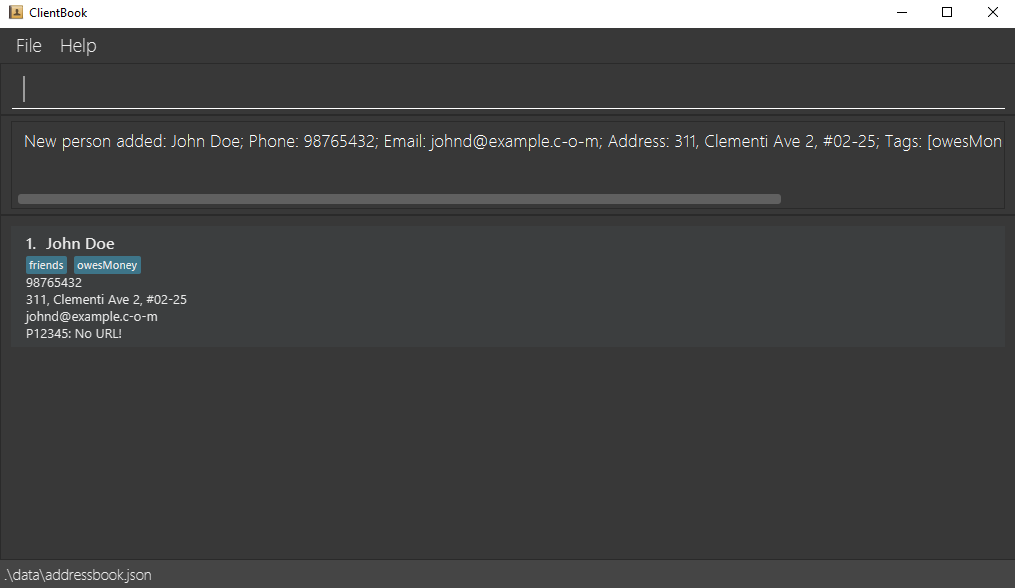 ClientBook
File Help
New person added: John Doe; Phone: 98765432; Email: johnd@example.c-o-m; Address: 311, Clementi Ave 2, #02-25; Tags: [owesMon
1. John Doe
friends owesMoney
98765432
311, Clementi Ave 2, #02-25
johnd@example.c-o-m
P12345: No URL!
.\data\addressbook.json